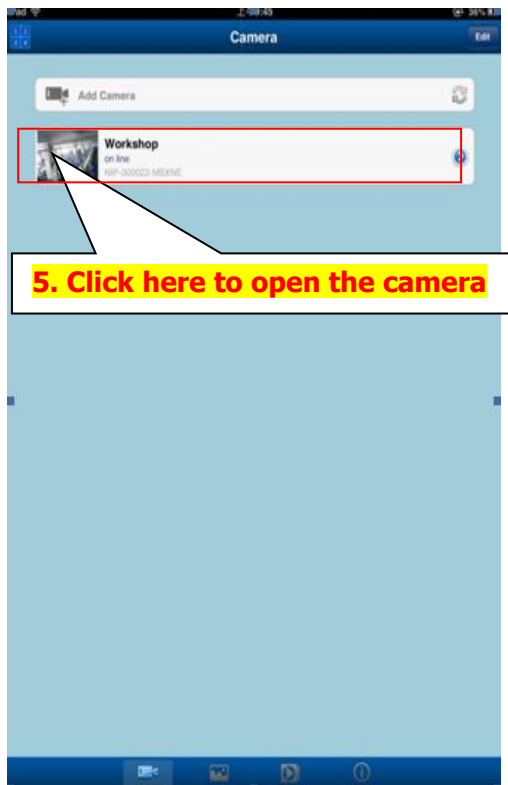 Camera
Edit
Add Camera
Workshop
on line
5. Click here to open the camera